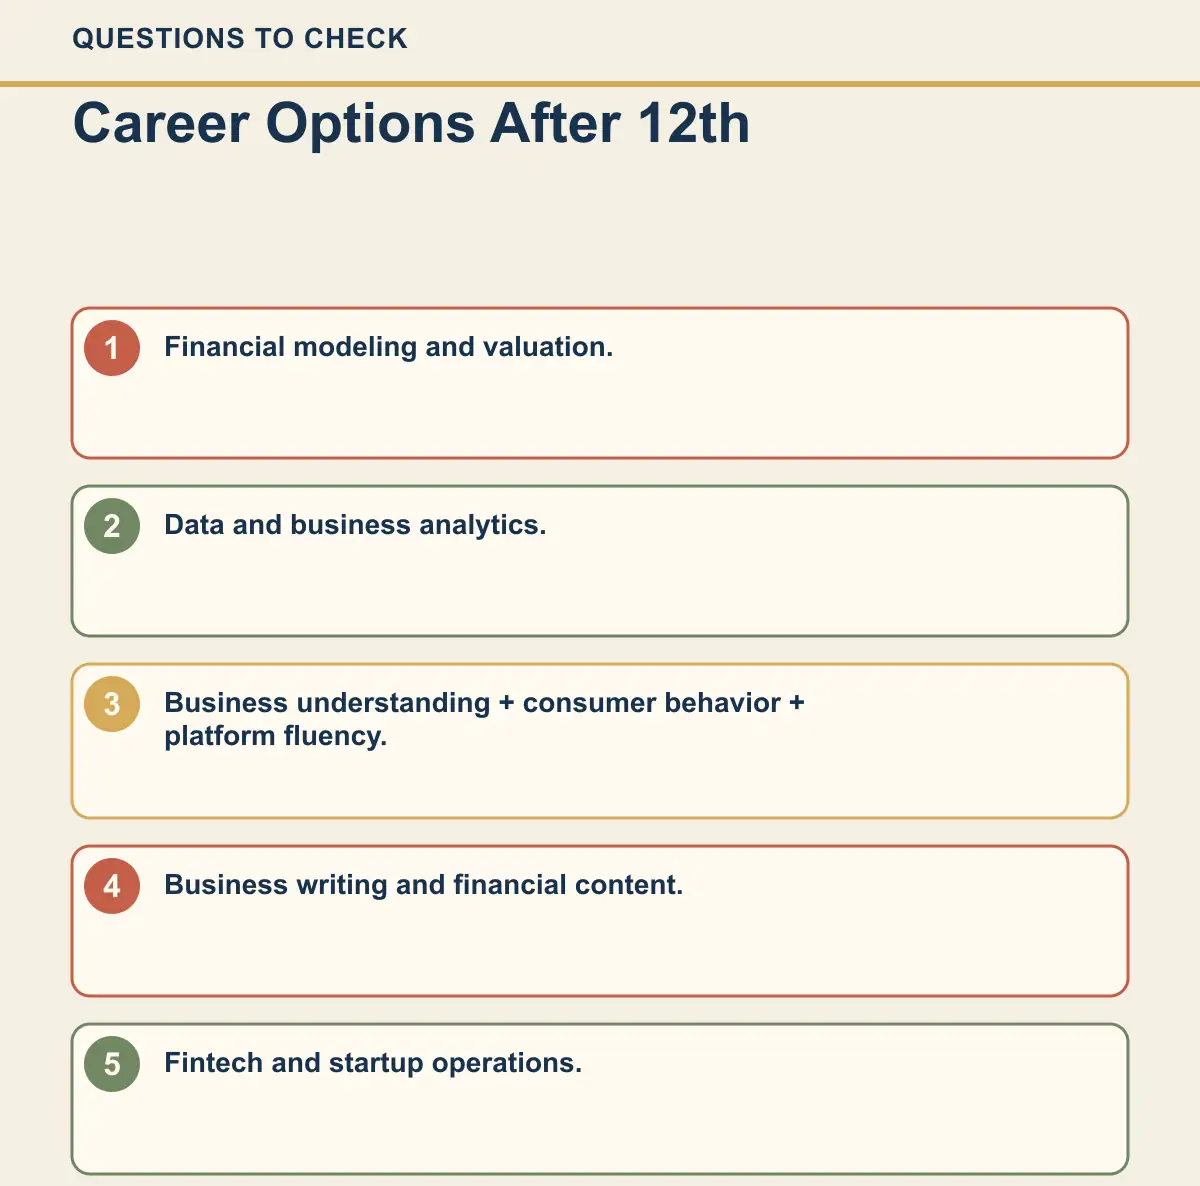 QUESTIONS TO CHECK
Career Options After 12th
1 Financial modeling and valuation.
2 Data and business analytics.
3 Business understanding + consumer behavior +
platform fluency.
4 Business writing and financial content.
5 Fintech and startup operations.